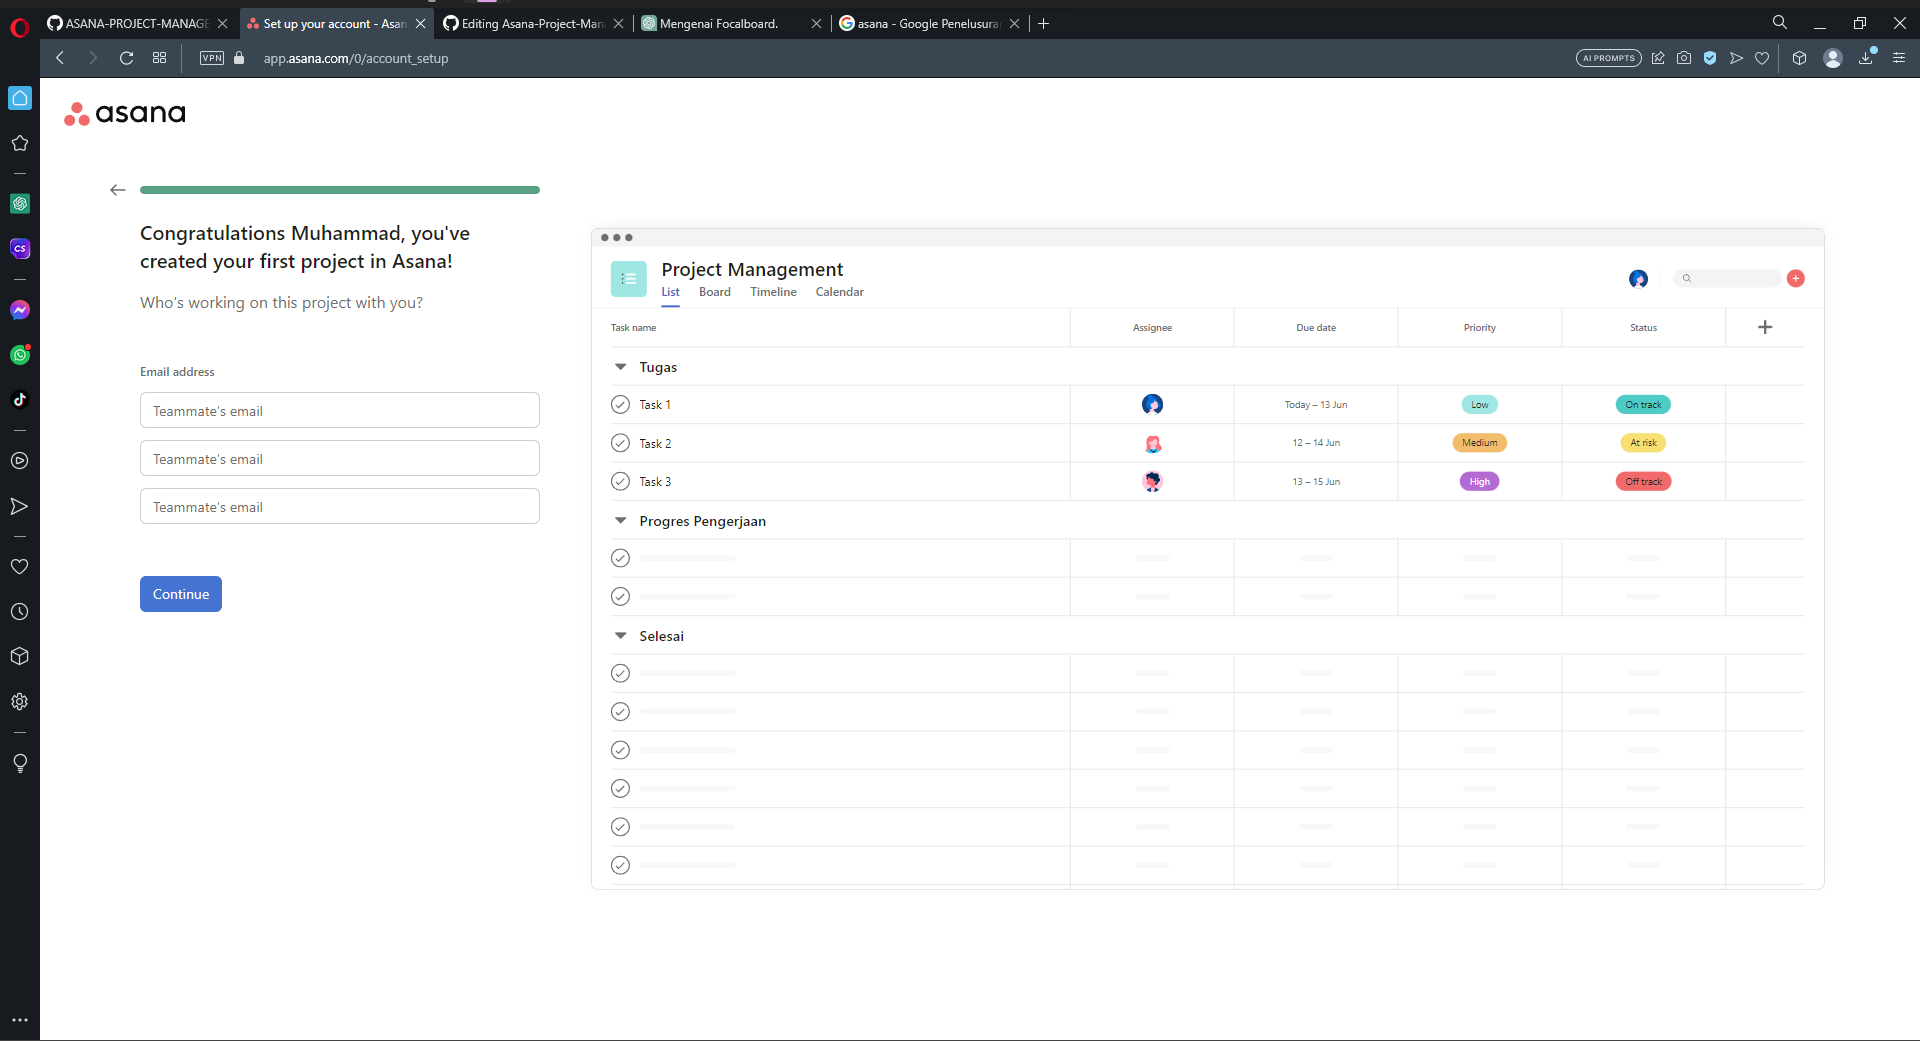 ASANA-PROJECT-MANAGE
Set up your account - Asan
Editing Asana-Project-Man
Mengenai Focalboard.
asana - Google Penelusura
VPN
app.asana.com/0/account_setup
AI PROMPTS
CS
asana
Congratulations Muhammad, you've
created your first project in Asana!
Who's working on this project with you?
Email address
Teammate's email
Teammate's email
Teammate's email
Continue
Project Management
List Board Timeline Calendar
Task name Assignee Due date Priority Status
Tugas
Task 1 Today – 13 Jun Low On track
Task 2 12 – 14 Jun Medium At risk
Task 3 13 – 15 Jun High Off track
Progres Pengerjaan
Selesai